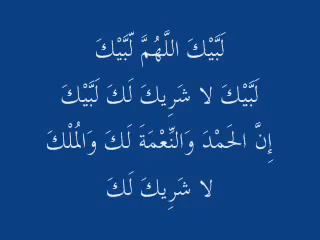 لَبَّيْكَ اللَّهُمَّ لَبَّيْكَ
لَبَّيْكَ لا شَرِيكَ لَكَ لَبَّيْكَ
إِنَّ الحَمْدَ وَالنِّعْمَةَ لَكَ وَالمُلْكَ
لا شَرِيكَ لَكَ